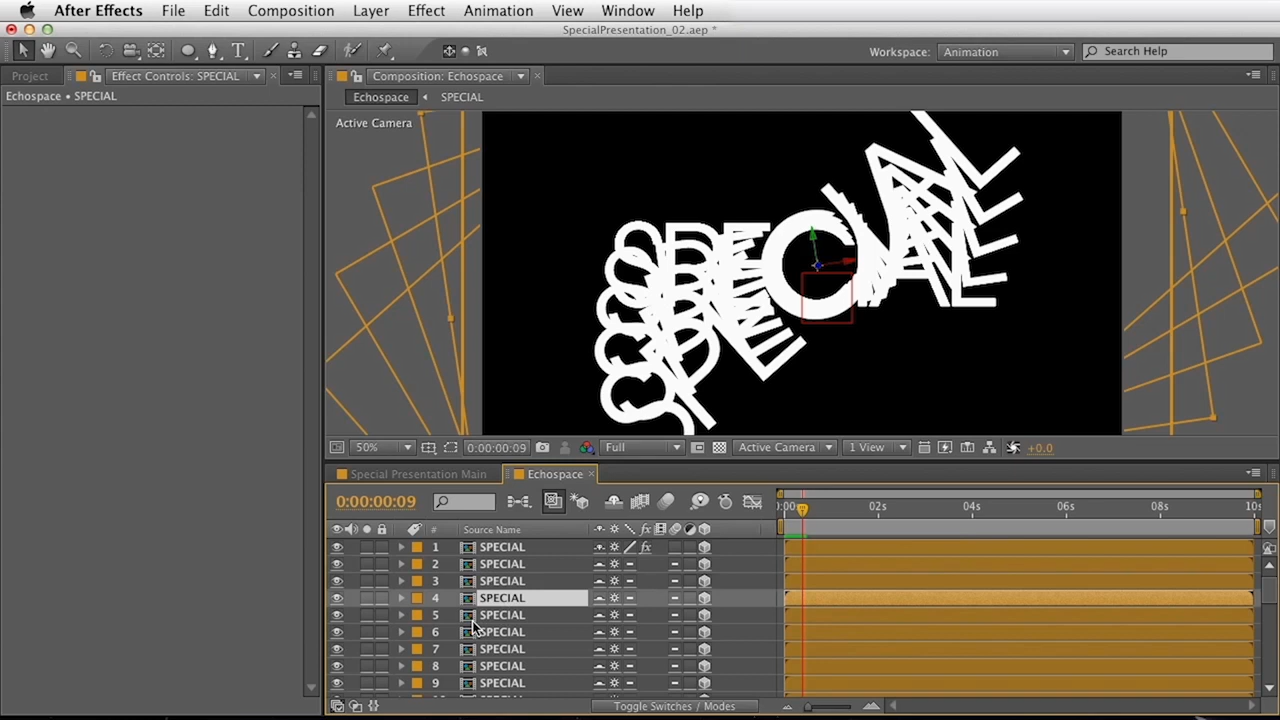 After Effects File Edit Composition Layer Effect Animation View Window Help
SpecialPresentation_02.aep *
Workspace: Animation Search Help
Project Effect Controls: SPECIAL Composition: Echospace
Echospace • SPECIAL
Echospace SPECIAL
Active Camera
SPECIAL
50% 0:00:00:09 Full Active Camera 1 View +0.0
Special Presentation Main Echospace
0:00:00:09
02s 04s 06s 08s
# Source Name fx
1 SPECIAL fx
2 SPECIAL
3 SPECIAL
4 SPECIAL
5 SPECIAL
6 SPECIAL
7 SPECIAL
8 SPECIAL
9 SPECIAL
Toggle Switches / Modes